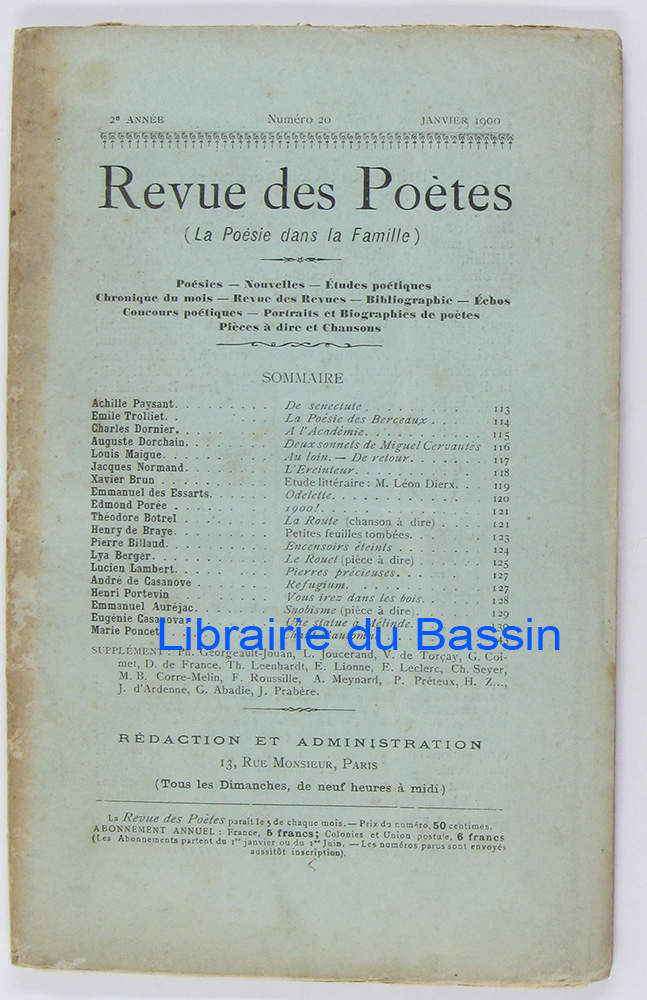 2e ANNÉE Numéro 20 JANVIER 1900
Revue des Poètes
(La Poésie dans la Famille)
Poésies — Nouvelles — Études poétiques
Chronique du mois — Revue des Revues — Bibliographie — Échos
Concours poétiques — Portraits et Biographies de poètes
Pièces à dire et Chansons
SOMMAIRE
Achille Paysant. . . . . . . . . De senectute . . . . . . . . . 113
Emile Trolliet. . . . . . . . . . La Poésie des Berceaux . . . 114
Charles Dornier. . . . . . . . . A l'Académie. . . . . . . . . 115
Auguste Dorchain. . . . . . . . Deux sonnets de Miguel Cervantès 116
Louis Maigue. . . . . . . . . . Au loin. — De retour. . . . . . 117
Jacques Normand. . . . . . . . L'Ereinteur. . . . . . . . . . 118
Xavier Brun . . . . . . . . . . Etude littéraire: M. Léon Dierx. . . 119
Emmanuel des Essarts. . . . . . Odelette. . . . . . . . . . . 120
Edmond Porée . . . . . . . . . 1900!. . . . . . . . . . . . 121
Théodore Botrel . . . . . . . . La Route (chanson à dire) . . . . 121
Henry de Braye. . . . . . . . . Petites feuilles tombées. . . . . 123
Pierre Billaud. . . . . . . . . . Encensoirs éteints . . . . . . . 124
Lya Berger. . . . . . . . . . . Le Rouet (pièce à dire) . . . . . 125
Lucien Lambert. . . . . . . . . Pierres précieuses. . . . . . . 127
André de Casanove . . . . . . . Refugium. . . . . . . . . . . 127
Henri Portevin . . . . . . . . . Vous irez dans les bois. . . . . 128
Emmanuel Auréjac. . . . . . . . Snobisme (pièce à dire). . . . . 129
Eugénie Casanova. . . . . . . . Une statue à Mélinde. . . . . . 130
Marie Poncet
Librairie du Bassin
SUPPLÉMENT : Ph. Georgeault-Jouan, L. Joucerand, V. de Torçay, G. Coi-
met, D. de France, Th. Leenhardt, E. Lionne, E. Leclerc, Ch. Seyer,
M. B. Corre-Melin, F. Roussille, A. Meynard, P. Préteux, H. Z...,
J. d'Ardenne, G. Abadie, J. Prabère.
RÉDACTION ET ADMINISTRATION
13, RUE MONSIEUR, PARIS
(Tous les Dimanches, de neuf heures à midi)
La Revue des Poètes paraît le 5 de chaque mois. — Prix du numéro, 50 centimes.
ABONNEMENT ANNUEL : France, 5 francs; Colonies et Union postale, 6 francs
(Les Abonnements partent du 1er janvier ou du 1er Juin. — Les numéros parus sont envoyés
aussitôt inscription).